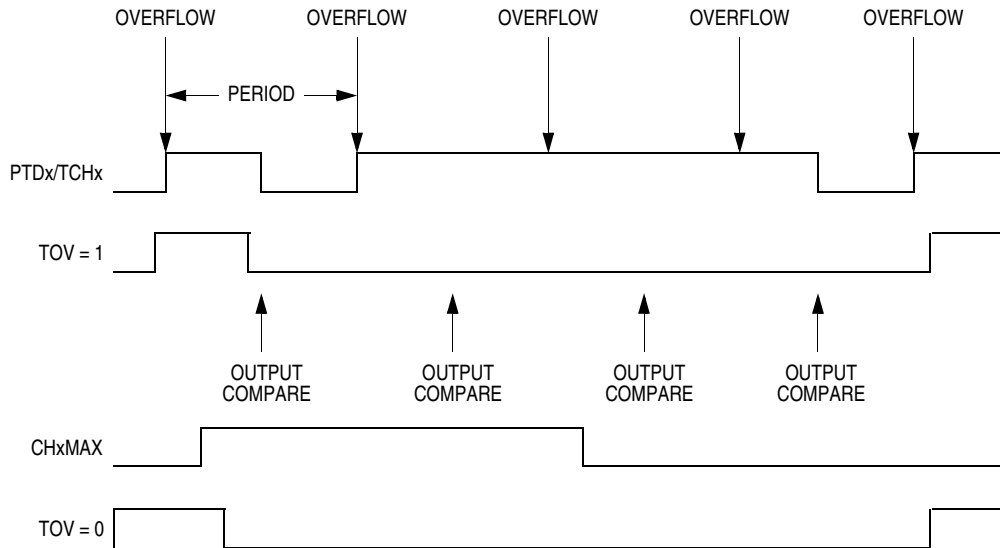 OVERFLOW OVERFLOW OVERFLOW OVERFLOW OVERFLOW
PERIOD
PTDx/TCHx
TOV = 1
OUTPUT COMPARE OUTPUT COMPARE OUTPUT COMPARE OUTPUT COMPARE
CHxMAX
TOV = 0